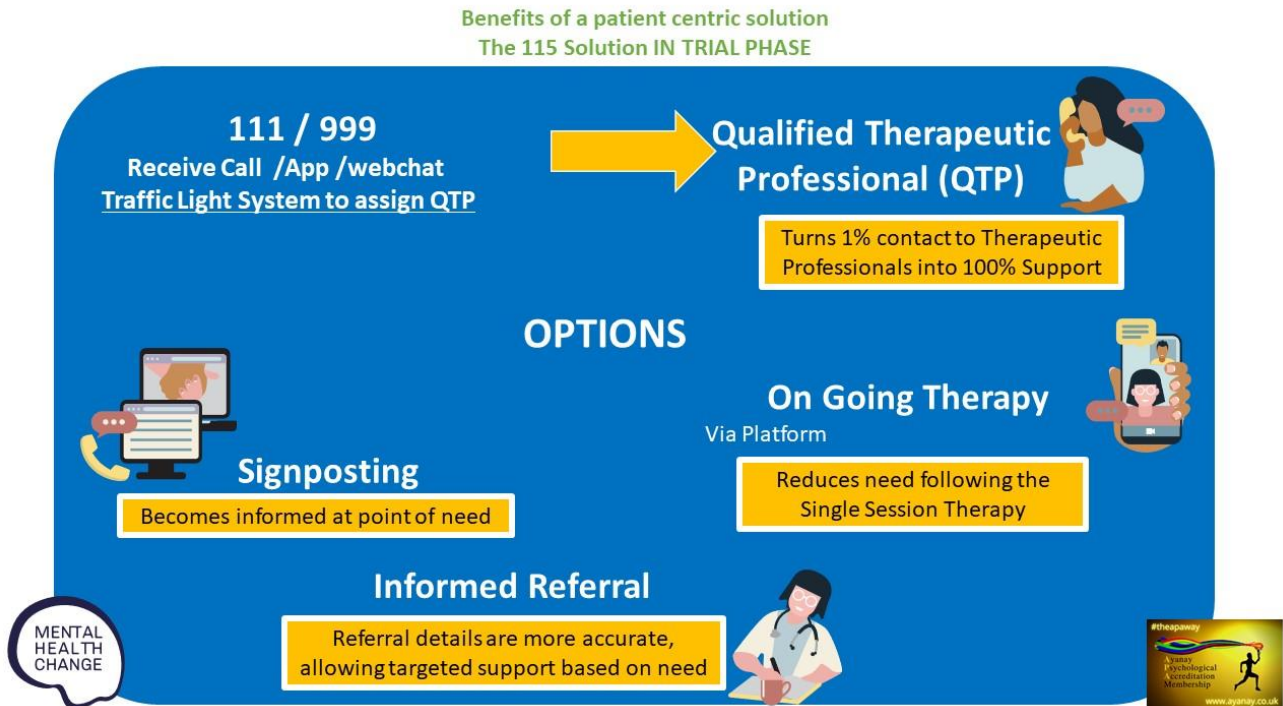 Benefits of a patient centric solution
The 115 Solution IN TRIAL PHASE
111 / 999
Receive Call /App /webchat
Traffic Light System to assign QTP
Qualified Therapeutic
Professional (QTP)
Turns 1% contact to Therapeutic
Professionals into 100% Support
OPTIONS
On Going Therapy
Via Platform
Reduces need following the
Single Session Therapy
Signposting
Becomes informed at point of need
Informed Referral
Referral details are more accurate,
allowing targeted support based on need
MENTAL
HEALTH
CHANGE
#theapaway
Ayanay
Psychological
Accreditation
Membership
www.ayanay.co.uk